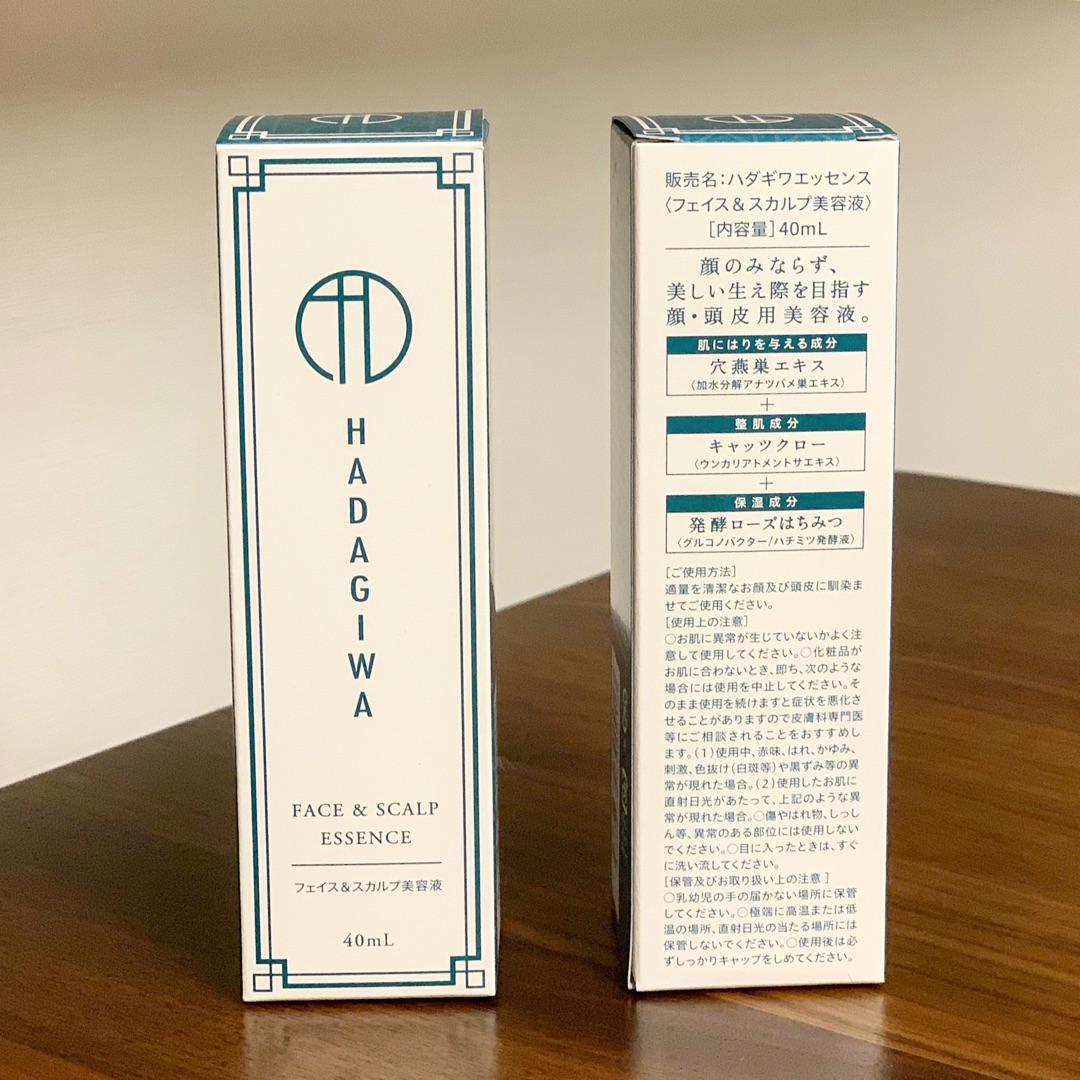 HADAGIWA
FACE & SCALP
ESSENCE
フェイス&スカルプ美容液
40mL
販売名:ハダギワエッセンス
〈フェイス&スカルプ美容液〉
[内容量]40mL
顔のみならず、
美しい生え際を目指す
顔・頭皮用美容液。
肌にはりを与える成分
穴燕巣エキス
〈加水分解アナツバメ巣エキス〉
+
整肌成分
キャッツクロー
〈ウンカリアトメントサエキス〉
+
保湿成分
発酵ローズはちみつ
〈グルコノバクター/ハチミツ発酵液〉
[ご使用方法]
適量を清潔なお顔及び頭皮に馴染ま
せてご使用ください。
[使用上の注意]
○お肌に異常が生じていないかよく注
意して使用してください。○化粧品が
お肌に合わないとき、即ち、次のような
場合には使用を中止してください。そ
のまま使用を続けますと症状を悪化さ
せることがありますので皮膚科専門医
等にご相談されることをおすすめし
ます。(1)使用中、赤味、はれ、かゆみ、
刺激、色抜け(白斑等)や黒ずみ等の異
常が現れた場合。(2)使用したお肌に
直射日光があたって、上記のような異
常が現れた場合。○傷やはれ物、しっし
ん等、異常のある部位には使用しない
でください。○目に入ったときは、すぐ
に洗い流してください。
[保管及びお取り扱い上の注意]
○乳幼児の手の届かない場所に保管
してください。○極端に高温または低
温の場所、直射日光の当たる場所には
保管しないでください。○使用後は必
ずしっかりキャップをしめてください。